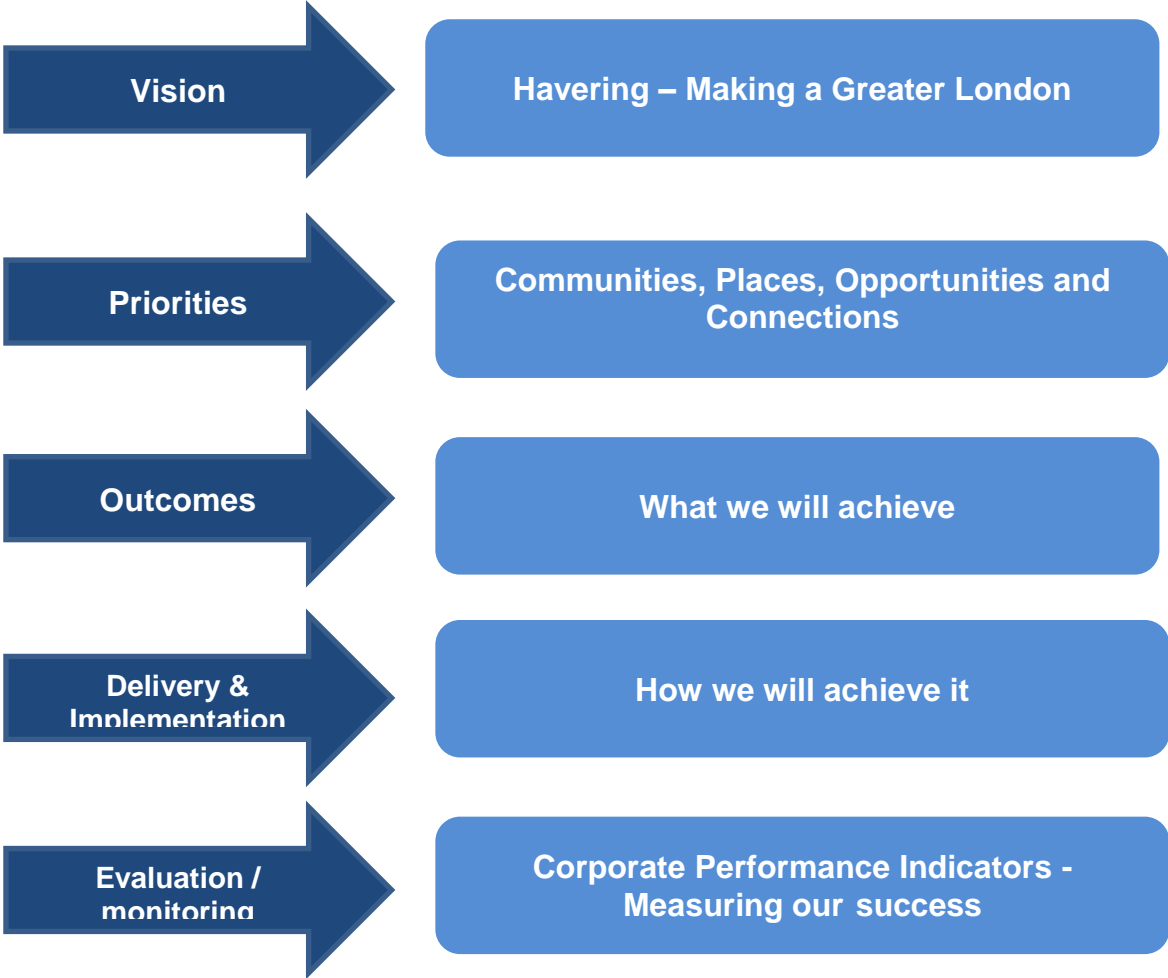 Vision
Havering – Making a Greater London
Priorities
Communities, Places, Opportunities and
Connections
Outcomes
What we will achieve
Delivery &
Implementation
How we will achieve it
Evaluation /
monitoring
Corporate Performance Indicators -
Measuring our success